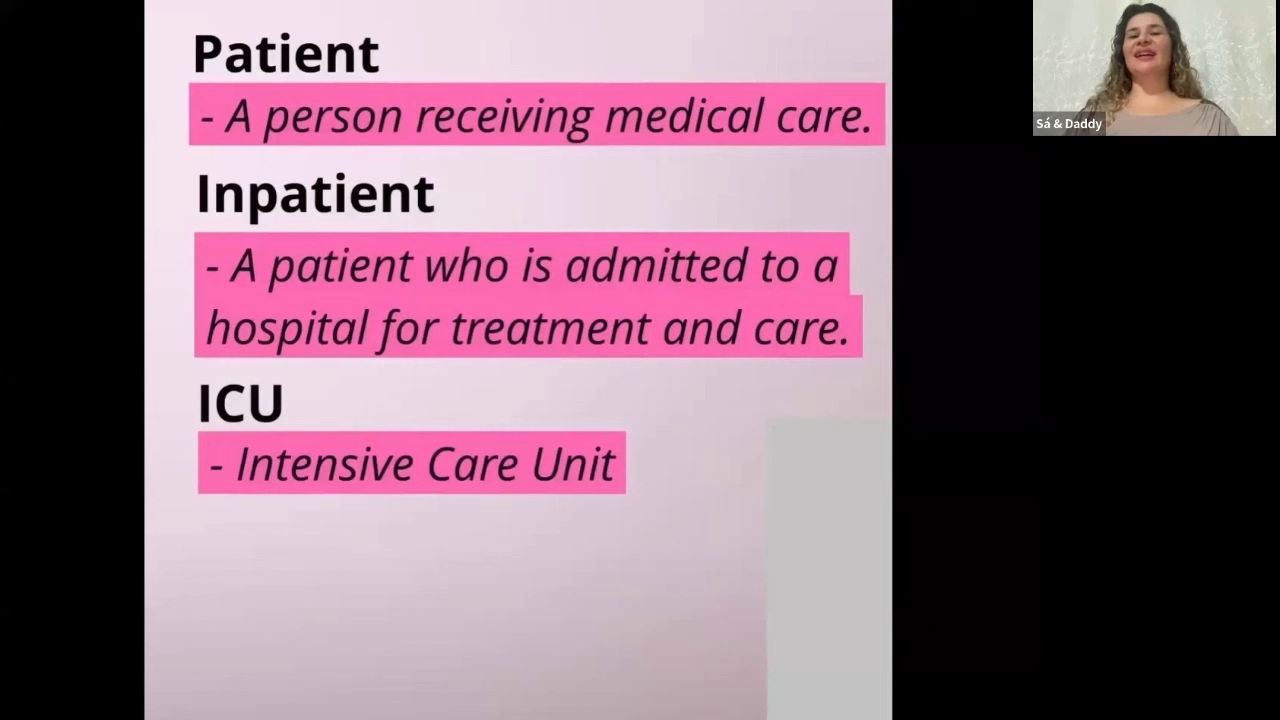 Patient
- A person receiving medical care.
Inpatient
- A patient who is admitted to a
hospital for treatment and care.
ICU
- Intensive Care Unit
Sá & Daddy